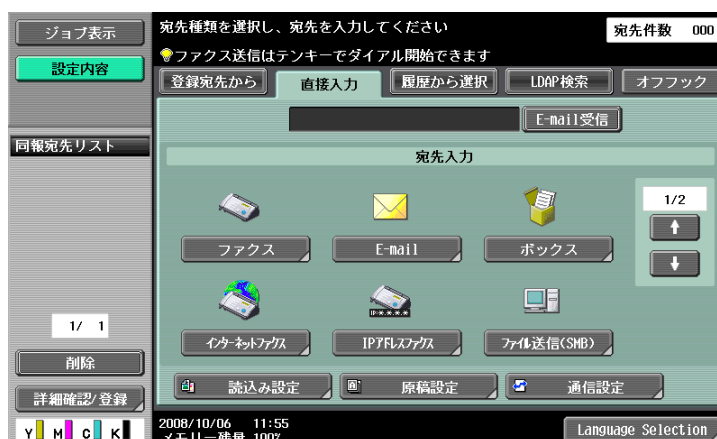 ジョブ表示
設定内容
宛先種類を選択し、宛先を入力してください
宛先件数 000
ファクス送信はテンキーでダイアル開始できます
登録宛先から 直接入力 履歴から選択 LDAP検索 オフフック
E-mail受信
同報宛先リスト
宛先入力
1/2
ファクス E-mail ボックス
IP*.*.*.*
インターネットファクス IPアドレスファクス ファイル送信(SMB)
1/ 1
削除
読込み設定 原稿設定 通信設定
詳細確認/登録
2008/10/06 11:55
メモリー残量 100%
Y M C K
Language Selection